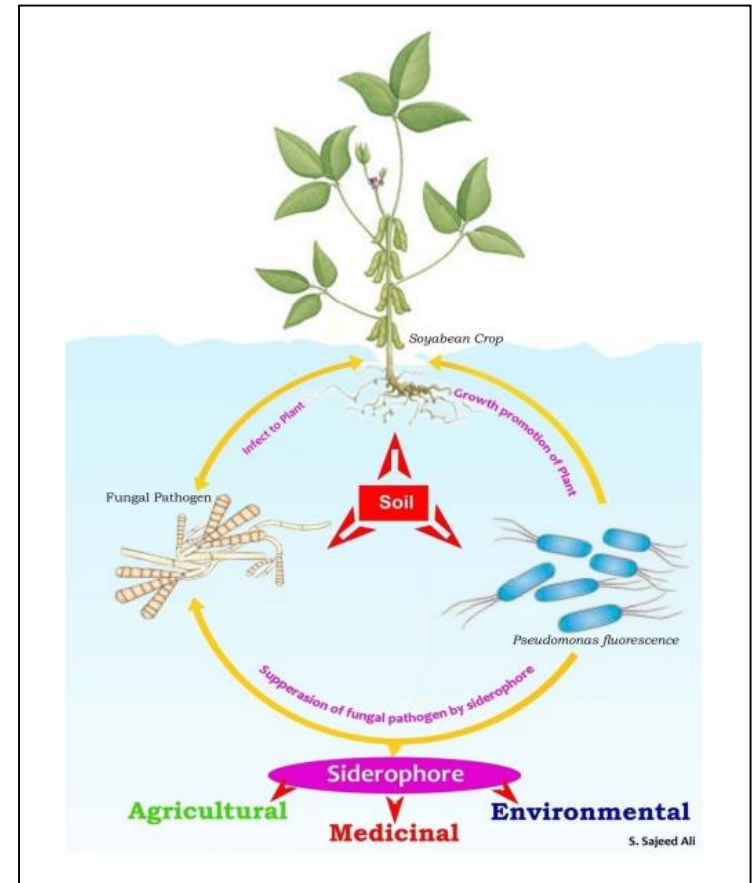 Soyabean Crop
Infect to Plant
Growth promotion of Plant
Fungal Pathogen
Soil
Pseudomonas fluorescence
Supperasion of fungal pathogen by siderophore
Siderophore
Agricultural
Environmental
Medicinal
S. Sajeed Ali